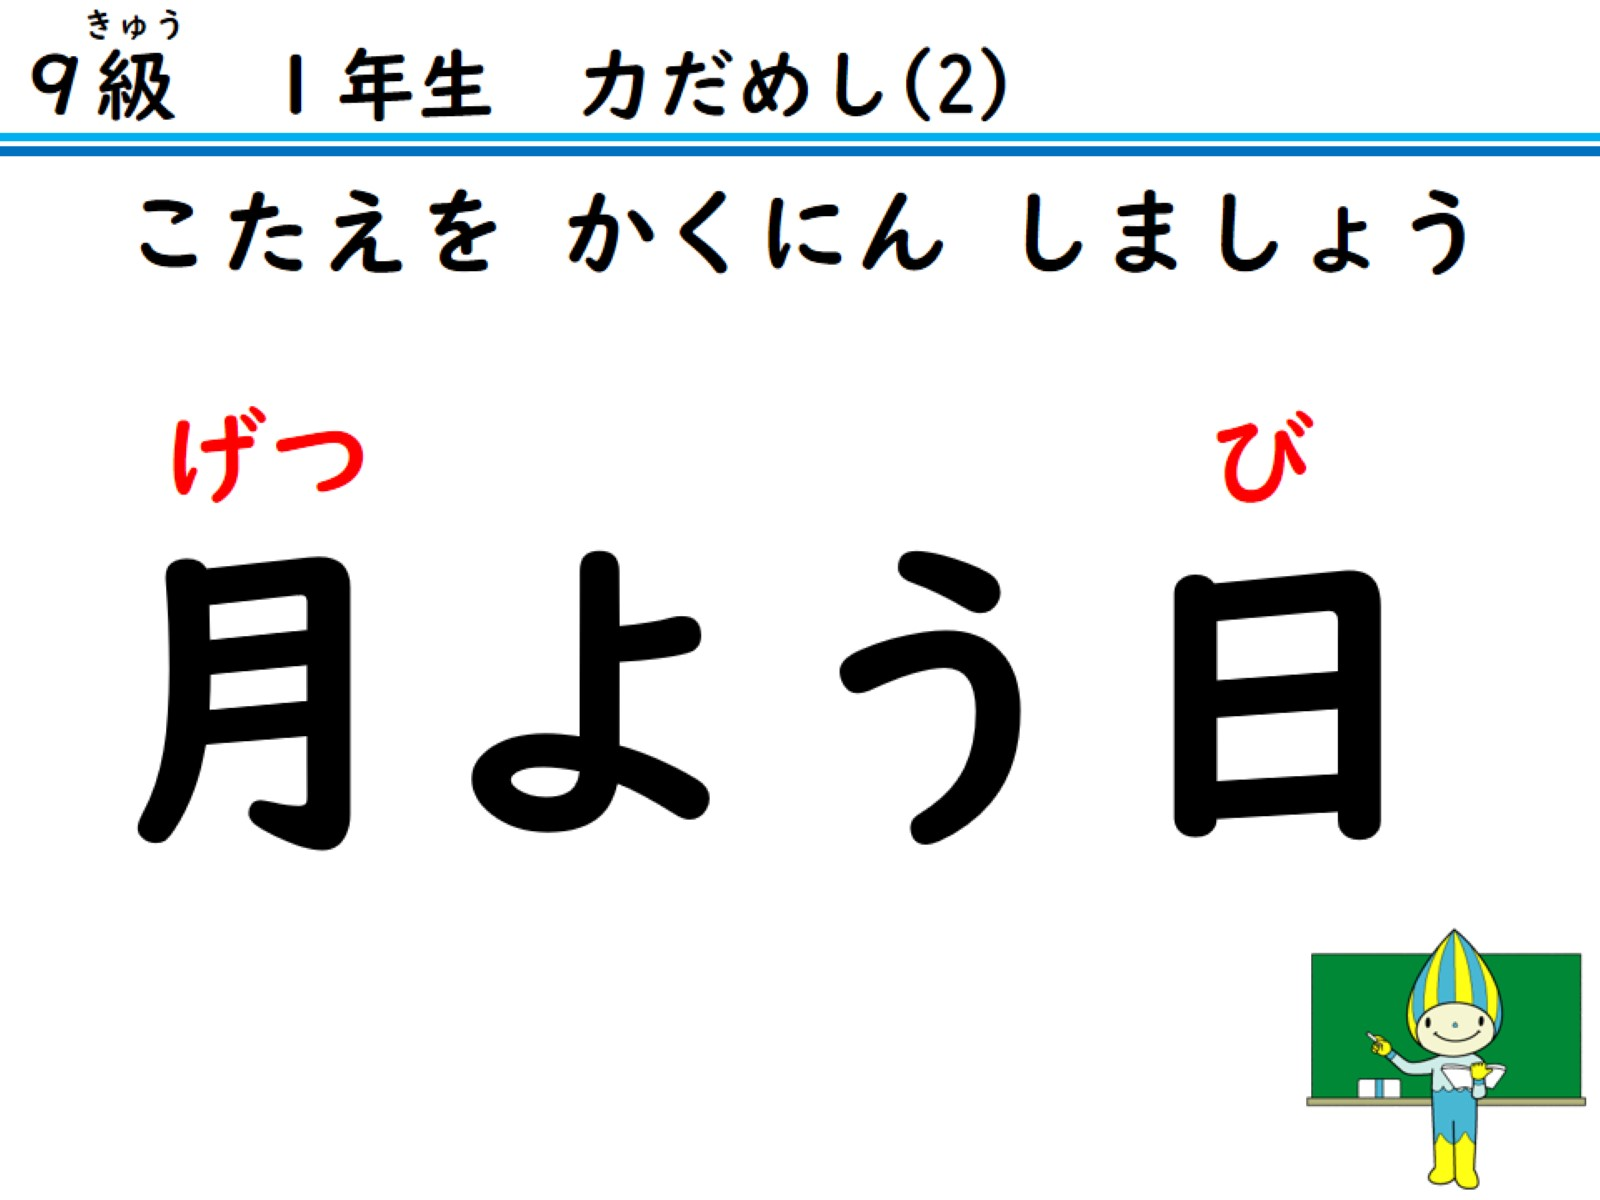 きゅう
9級　1年生　力だめし(2)
こたえを かくにん しましょう
げつ　び
月よう日